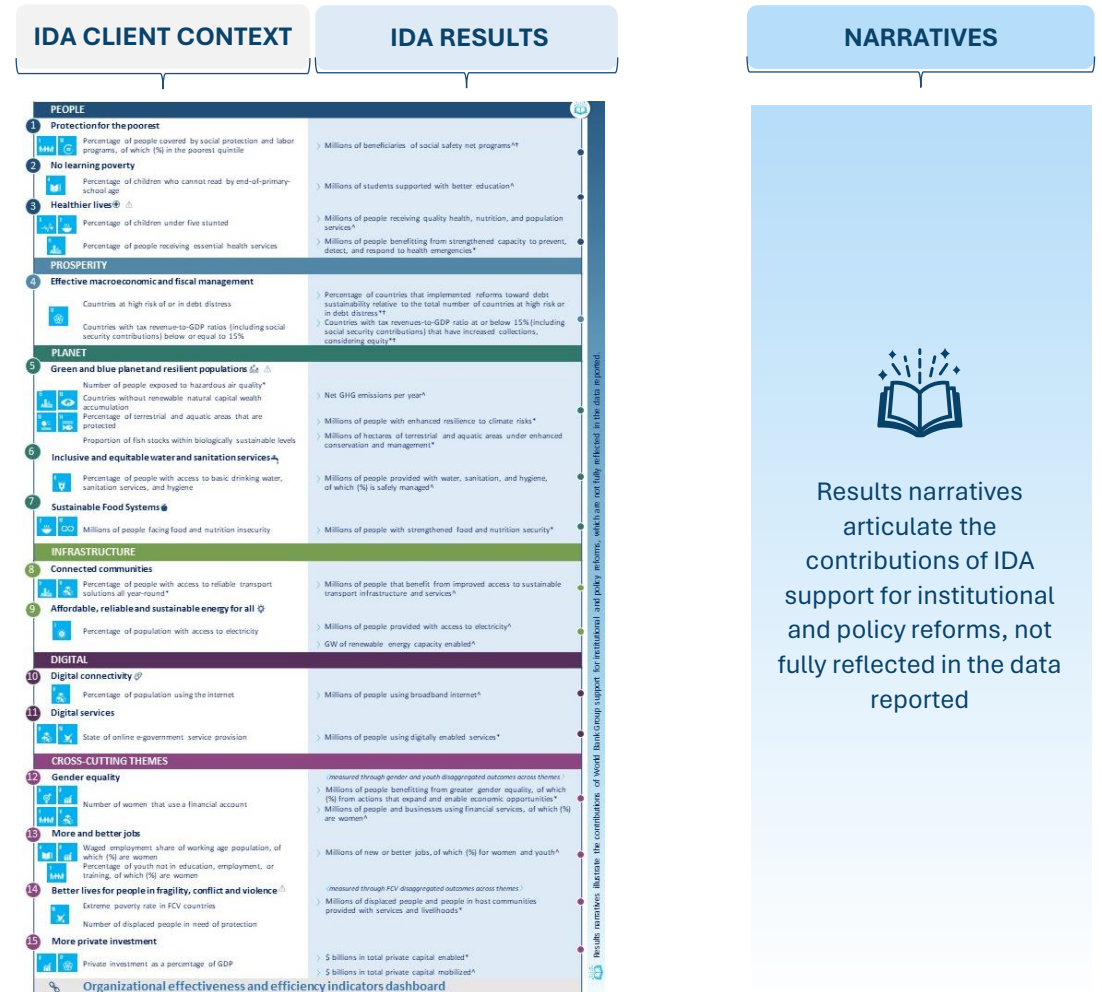 IDA CLIENT CONTEXT
IDA RESULTS
NARRATIVES
PEOPLE
1
Protection for the poorest
Percentage of people covered by social protection and labor
programs, of which (%) in the poorest quintile
› Millions of beneficiaries of social safety net programs^†
2
No learning poverty
Percentage of children who cannot read by end-of-primary-
school age
› Millions of students supported with better education^
3
Healthier lives
Percentage of children under five stunted
› Millions of people receiving quality health, nutrition, and population
services^
Percentage of people receiving essential health services
› Millions of people benefitting from strengthened capacity to prevent,
detect, and respond to health emergencies*
PROSPERITY
4
Effective macroeconomic and fiscal management
Countries at high risk of or in debt distress
› Percentage of countries that implemented reforms toward debt
sustainability relative to the total number of countries at high risk or
in debt distress*†
Countries with tax revenue-to-GDP ratios (including social
security contributions) below or equal to 15%
› Countries with tax revenues-to-GDP ratio at or below 15% (including
social security contributions) that have increased collections,
considering equity*†
PLANET
5
Green and blue planet and resilient populations
Number of people exposed to hazardous air quality*
Countries without renewable natural capital wealth
accumulation
Percentage of terrestrial and aquatic areas that are
protected
Proportion of fish stocks within biologically sustainable levels
› Net GHG emissions per year^
› Millions of people with enhanced resilience to climate risks*
› Millions of hectares of terrestrial and aquatic areas under enhanced
conservation and management*
6
Inclusive and equitable water and sanitation services
Percentage of people with access to basic drinking water,
sanitation services, and hygiene
› Millions of people provided with water, sanitation, and hygiene,
of which (%) is safely managed^
7
Sustainable Food Systems
Millions of people facing food and nutrition insecurity
› Millions of people with strengthened food and nutrition security*
INFRASTRUCTURE
8
Connected communities
Percentage of people with access to reliable transport
solutions all year-round*
› Millions of people that benefit from improved access to sustainable
transport infrastructure and services^
9
Affordable, reliable and sustainable energy for all
Percentage of population with access to electricity
› Millions of people provided with access to electricity^
› GW of renewable energy capacity enabled^
DIGITAL
10
Digital connectivity
Percentage of population using the internet
› Millions of people using broadband internet^
11
Digital services
State of online e-government service provision
› Millions of people using digitally enabled services*
CROSS-CUTTING THEMES
12
Gender equality
(measured through gender and youth disaggregated outcomes across themes)
Number of women that use a financial account
› Millions of people benefitting from greater gender equality, of which
(%) from actions that expand and enable economic opportunities*
› Millions of people and businesses using financial services, of which (%)
are women^
13
More and better jobs
Waged employment share of working age population, of
which (%) are women
Percentage of youth not in education, employment, or
training, of which (%) are women
› Millions of new or better jobs, of which (%) for women and youth^
14
Better lives for people in fragility, conflict and violence
(measured through FCV disaggregated outcomes across themes)
Extreme poverty rate in FCV countries
Number of displaced people in need of protection
› Millions of displaced people and people in host communities
provided with services and livelihoods*
15
More private investment
Private investment as a percentage of GDP
› $ billions in total private capital enabled*
› $ billions in total private capital mobilized^
Organizational effectiveness and efficiency indicators dashboard
Results narratives illustrate the contributions of World Bank Group support for institutional and policy reforms, which are not fully reflected in the data reported.
Results narratives
articulate the
contributions of IDA
support for institutional
and policy reforms, not
fully reflected in the data
reported